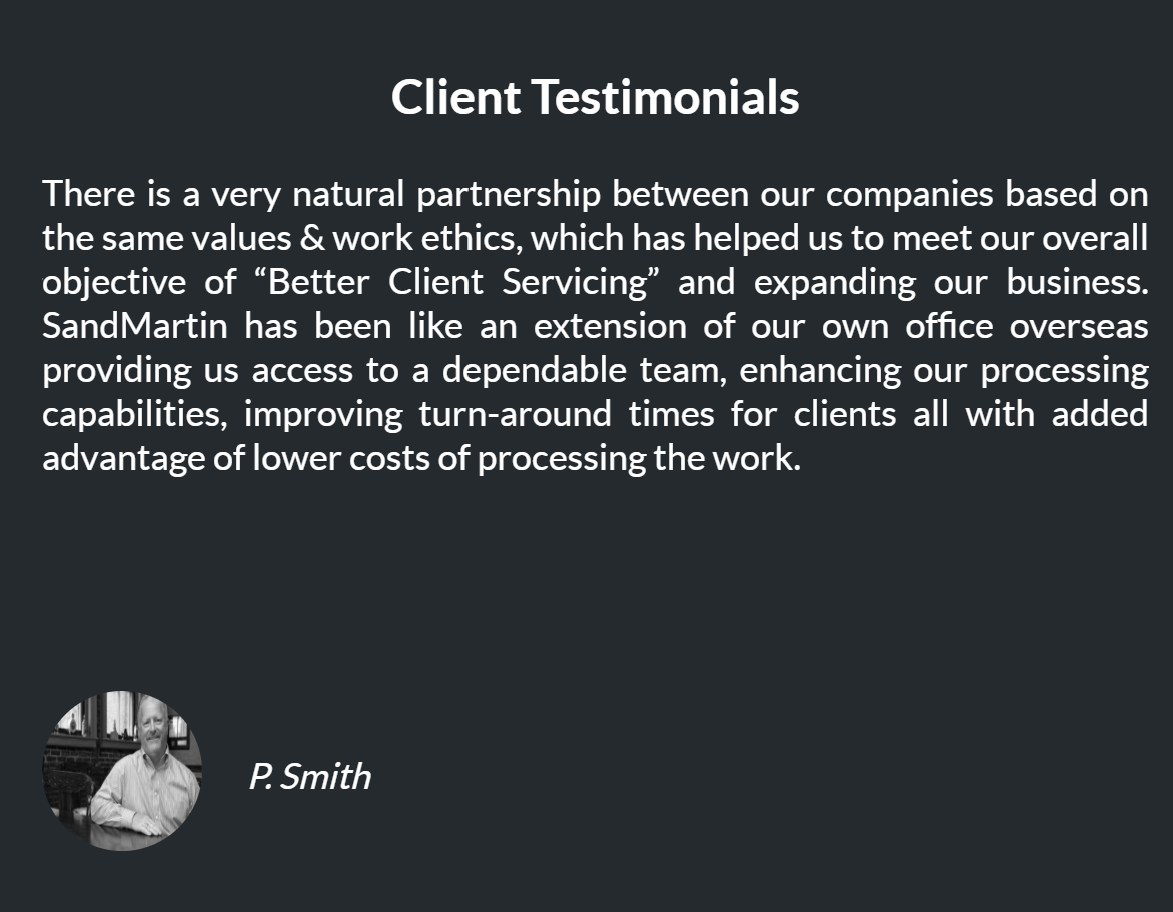 Client Testimonials
There is a very natural partnership between our companies based on
the same values & work ethics, which has helped us to meet our overall
objective of “Better Client Servicing” and expanding our business.
SandMartin has been like an extension of our own office overseas
providing us access to a dependable team, enhancing our processing
capabilities, improving turn-around times for clients all with added
advantage of lower costs of processing the work.
P. Smith